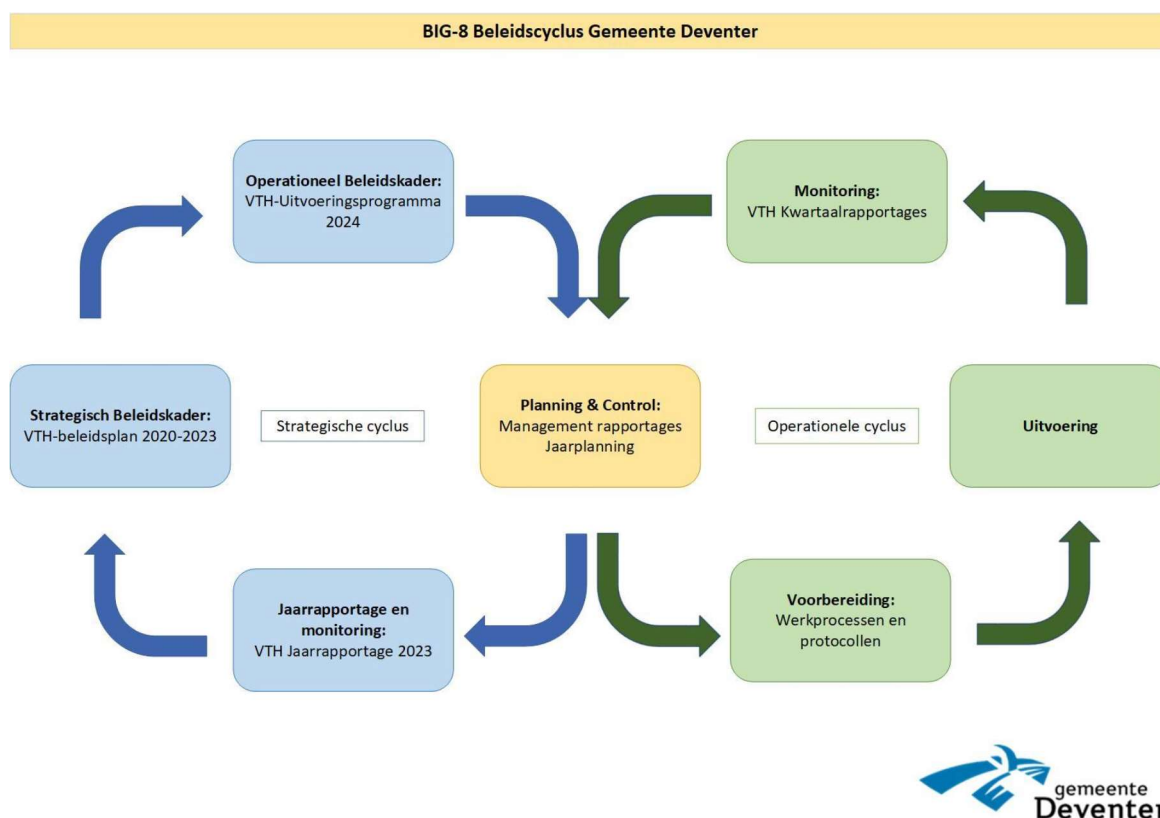 BIG-8 Beleidscyclus Gemeente Deventer
Operationeel Beleidskader:
VTH-Uitvoeringsprogramma
2024
Monitoring:
VTH Kwartaalrapportages
Strategisch Beleidskader:
VTH-beleidsplan 2020-2023
Strategische cyclus
Planning & Control:
Management rapportages
Jaarplanning
Operationele cyclus
Uitvoering
Jaarrapportage en
monitoring:
VTH Jaarrapportage 2023
Voorbereiding:
Werkprocessen en
protocollen
gemeente
Deventer